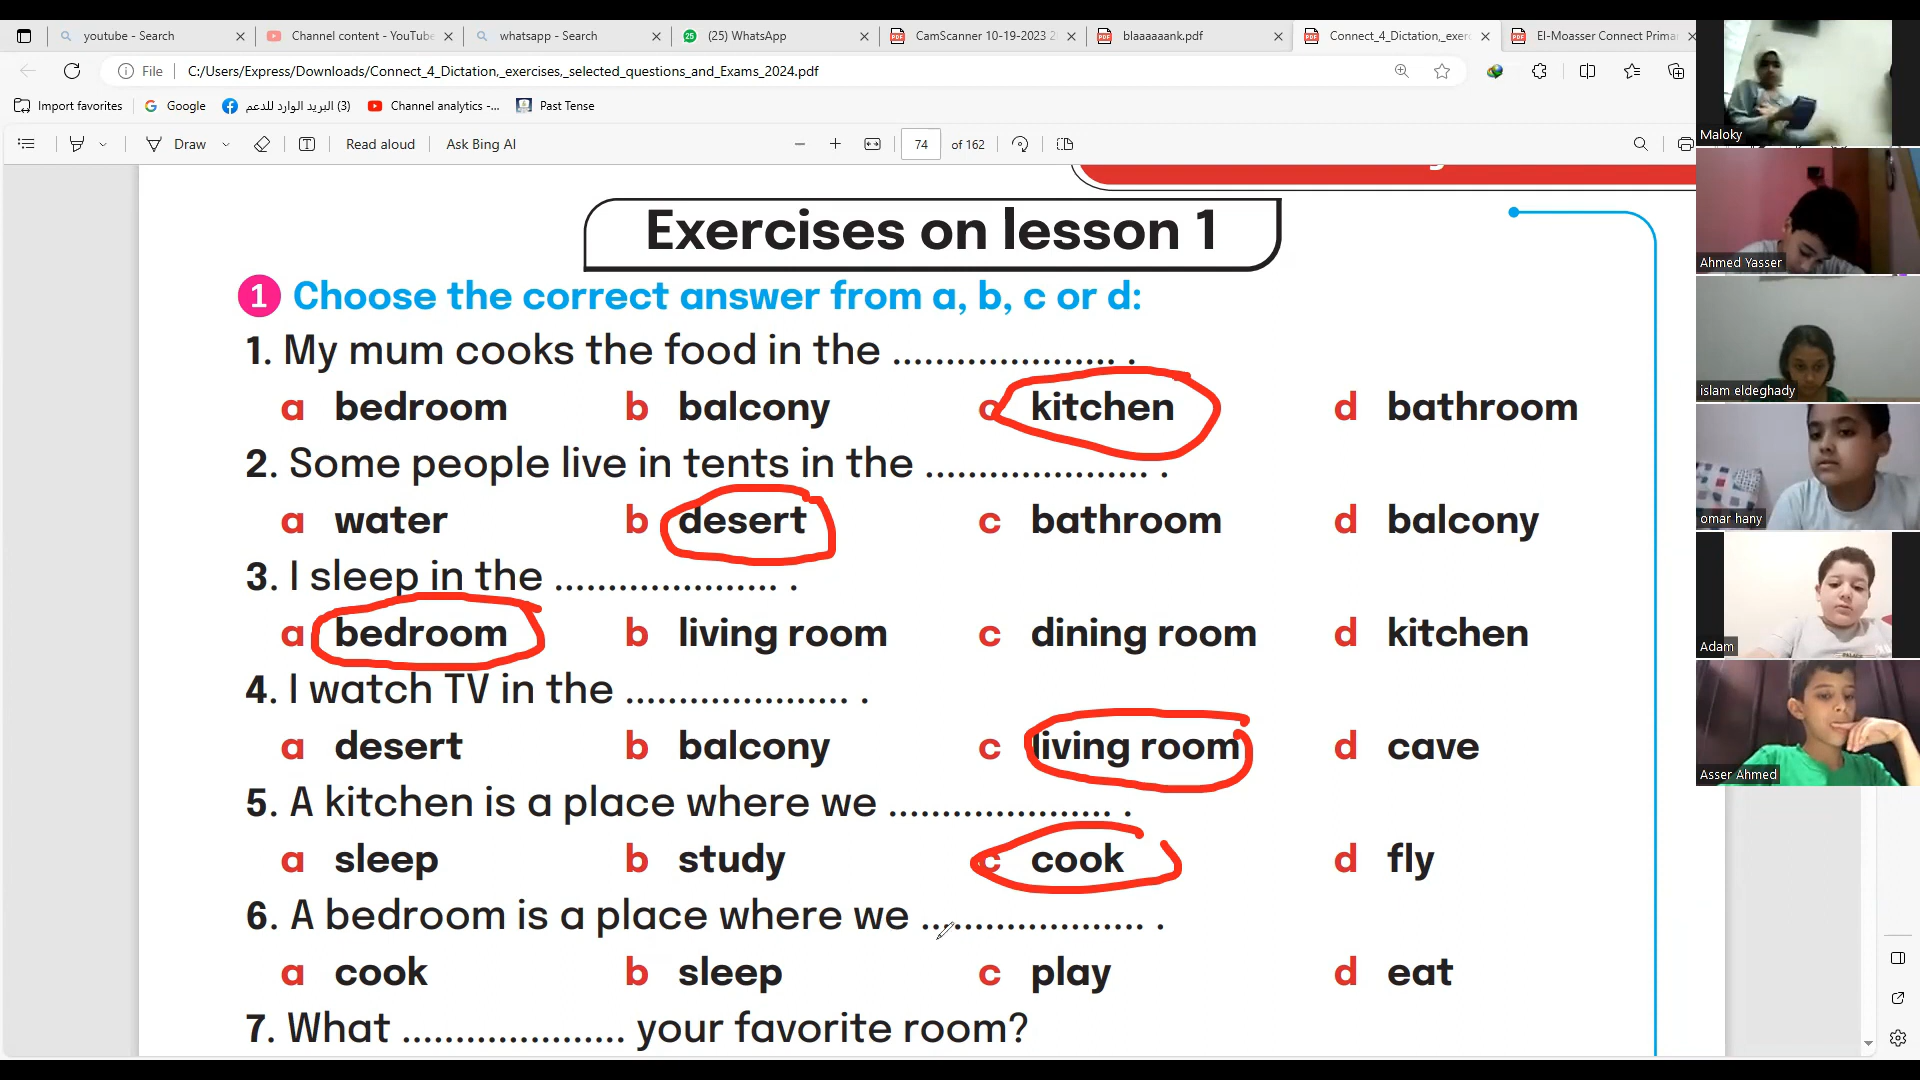 youtube - Search
Channel content - YouTube
whatsapp - Search
(25) WhatsApp
CamScanner 10-19-2023 2
blaaaaaank.pdf
Connect_4_Dictation,_exerc
El-Moasser Connect Prima
File
C:/Users/Express/Downloads/Connect_4_Dictation,_exercises,_selected_questions_and_Exams_2024.pdf
Import favorites
Google
(3) البريد الوارد للدعم
Channel analytics -...
Past Tense
Draw
Read aloud
Ask Bing AI
74 of 162
Exercises on lesson 1
1 Choose the correct answer from a, b, c or d:
1. My mum cooks the food in the ..................... .
a bedroom b balcony c kitchen d bathroom
2. Some people live in tents in the ..................... .
a water b desert c bathroom d balcony
3. I sleep in the ..................... .
a bedroom b living room c dining room d kitchen
4. I watch TV in the ..................... .
a desert b balcony c living room d cave
5. A kitchen is a place where we ..................... .
a sleep b study c cook d fly
6. A bedroom is a place where we ..................... .
a cook b sleep c play d eat
7. What ..................... your favorite room?
Maloky
Ahmed Yasser
islam eldeghady
omar hany
Adam
Asser Ahmed